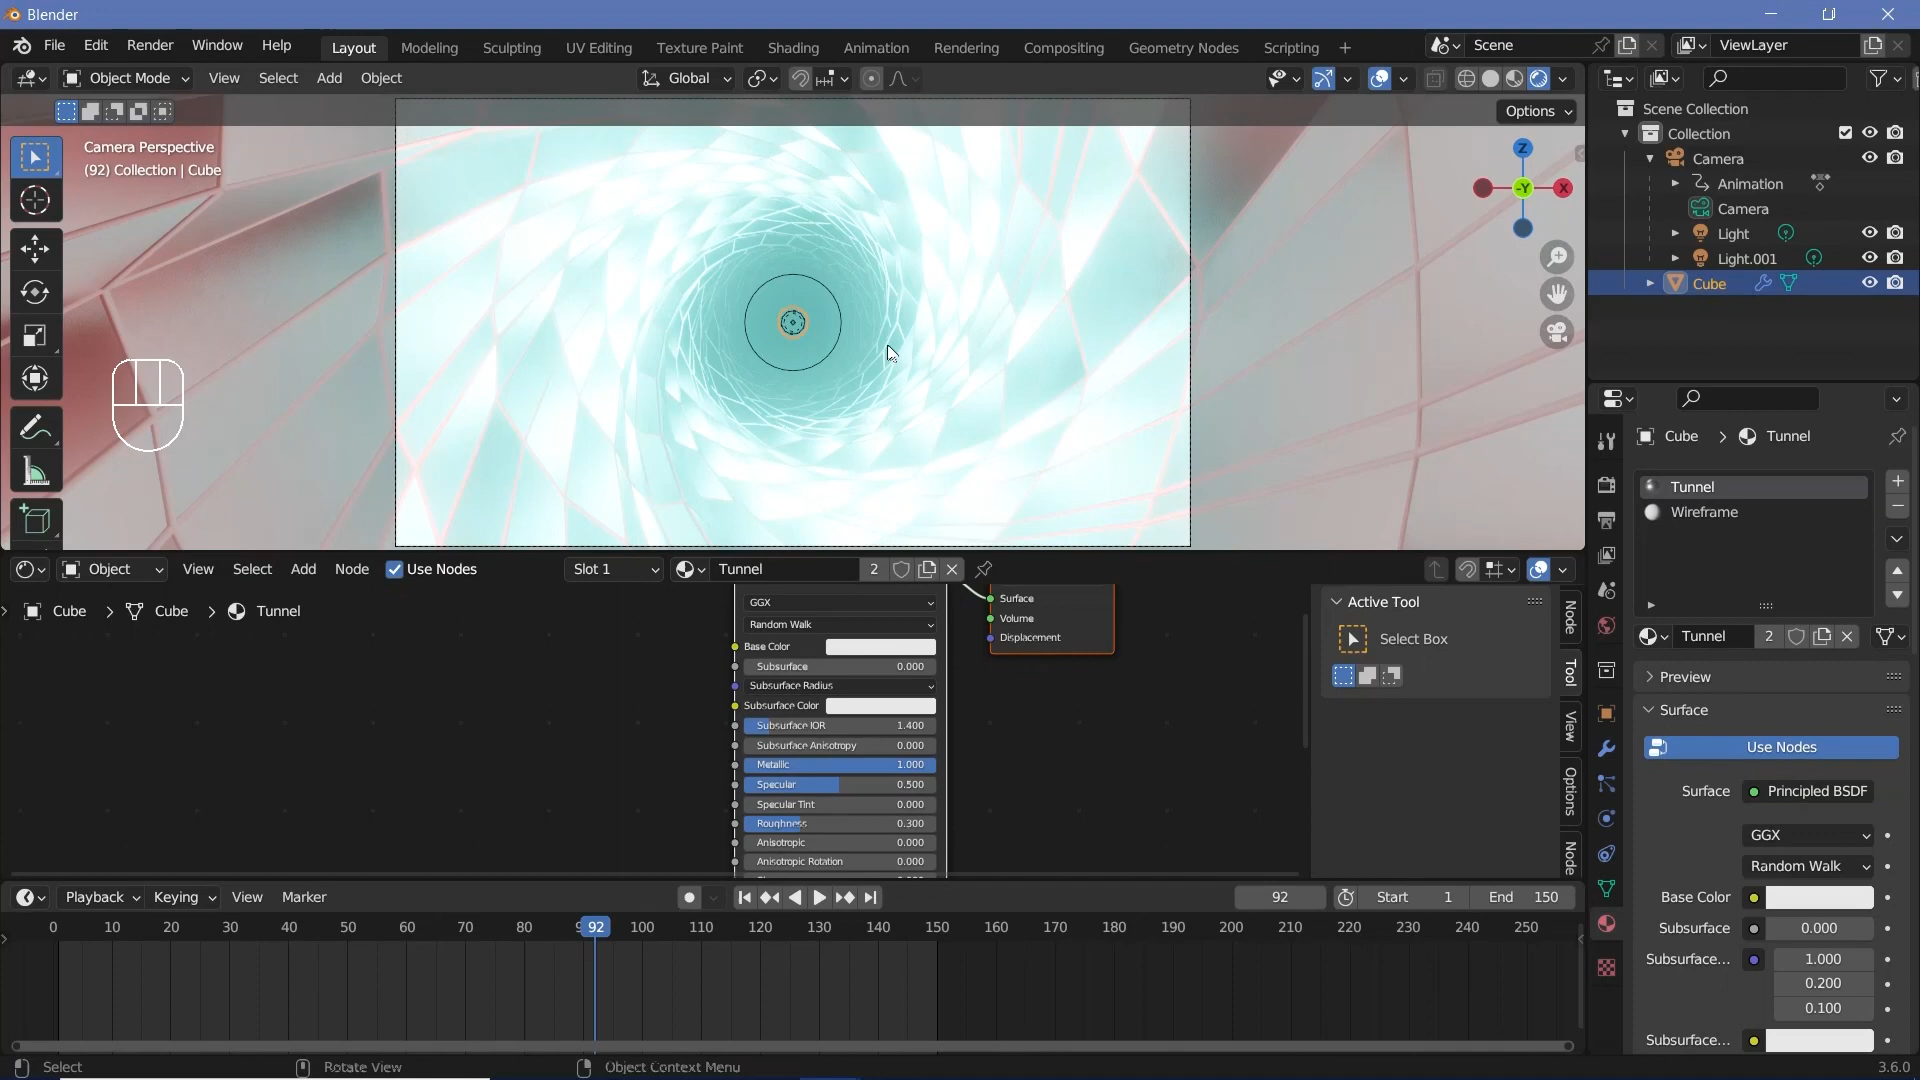 Blender
File Edit Render Window Help Layout Modeling Sculpting UV Editing Texture Paint Shading Animation Rendering Compositing Geometry Nodes Scripting + Scene ViewLayer
Object Mode View Select Add Object Global
Options
Camera Perspective
(92) Collection | Cube
Z
-Y X
Scene Collection
Collection
Camera
Animation
Camera
Light
Light.001
Cube
Cube > Tunnel
Tunnel
Wireframe
Tunnel 2
Preview
Surface
Use Nodes
Surface Principled BSDF
GGX
Random Walk
Base Color
Subsurface 0.000
Subsurface... 1.000
0.200
0.100
Subsurface...
Object View Select Add Node Use Nodes Slot 1 Tunnel 2
Cube > Cube > Tunnel
GGX
Random Walk
Base Color
Subsurface 0.000
Subsurface Radius
Subsurface Color
Subsurface IOR 1.400
Subsurface Anisotropy 0.000
Metallic 1.000
Specular 0.500
Specular Tint 0.000
Roughness 0.300
Anisotropic 0.000
Anisotropic Rotation 0.000
Surface
Volume
Displacement
Active Tool
Select Box
Node
Tool
View
Options
Node
Playback Keying View Marker 92 Start 1 End 150
0 10 20 30 40 50 60 70 80 92 100 110 120 130 140 150 160 170 180 190 200 210 220 230 240 250
Select Rotate View Object Context Menu 3.6.0